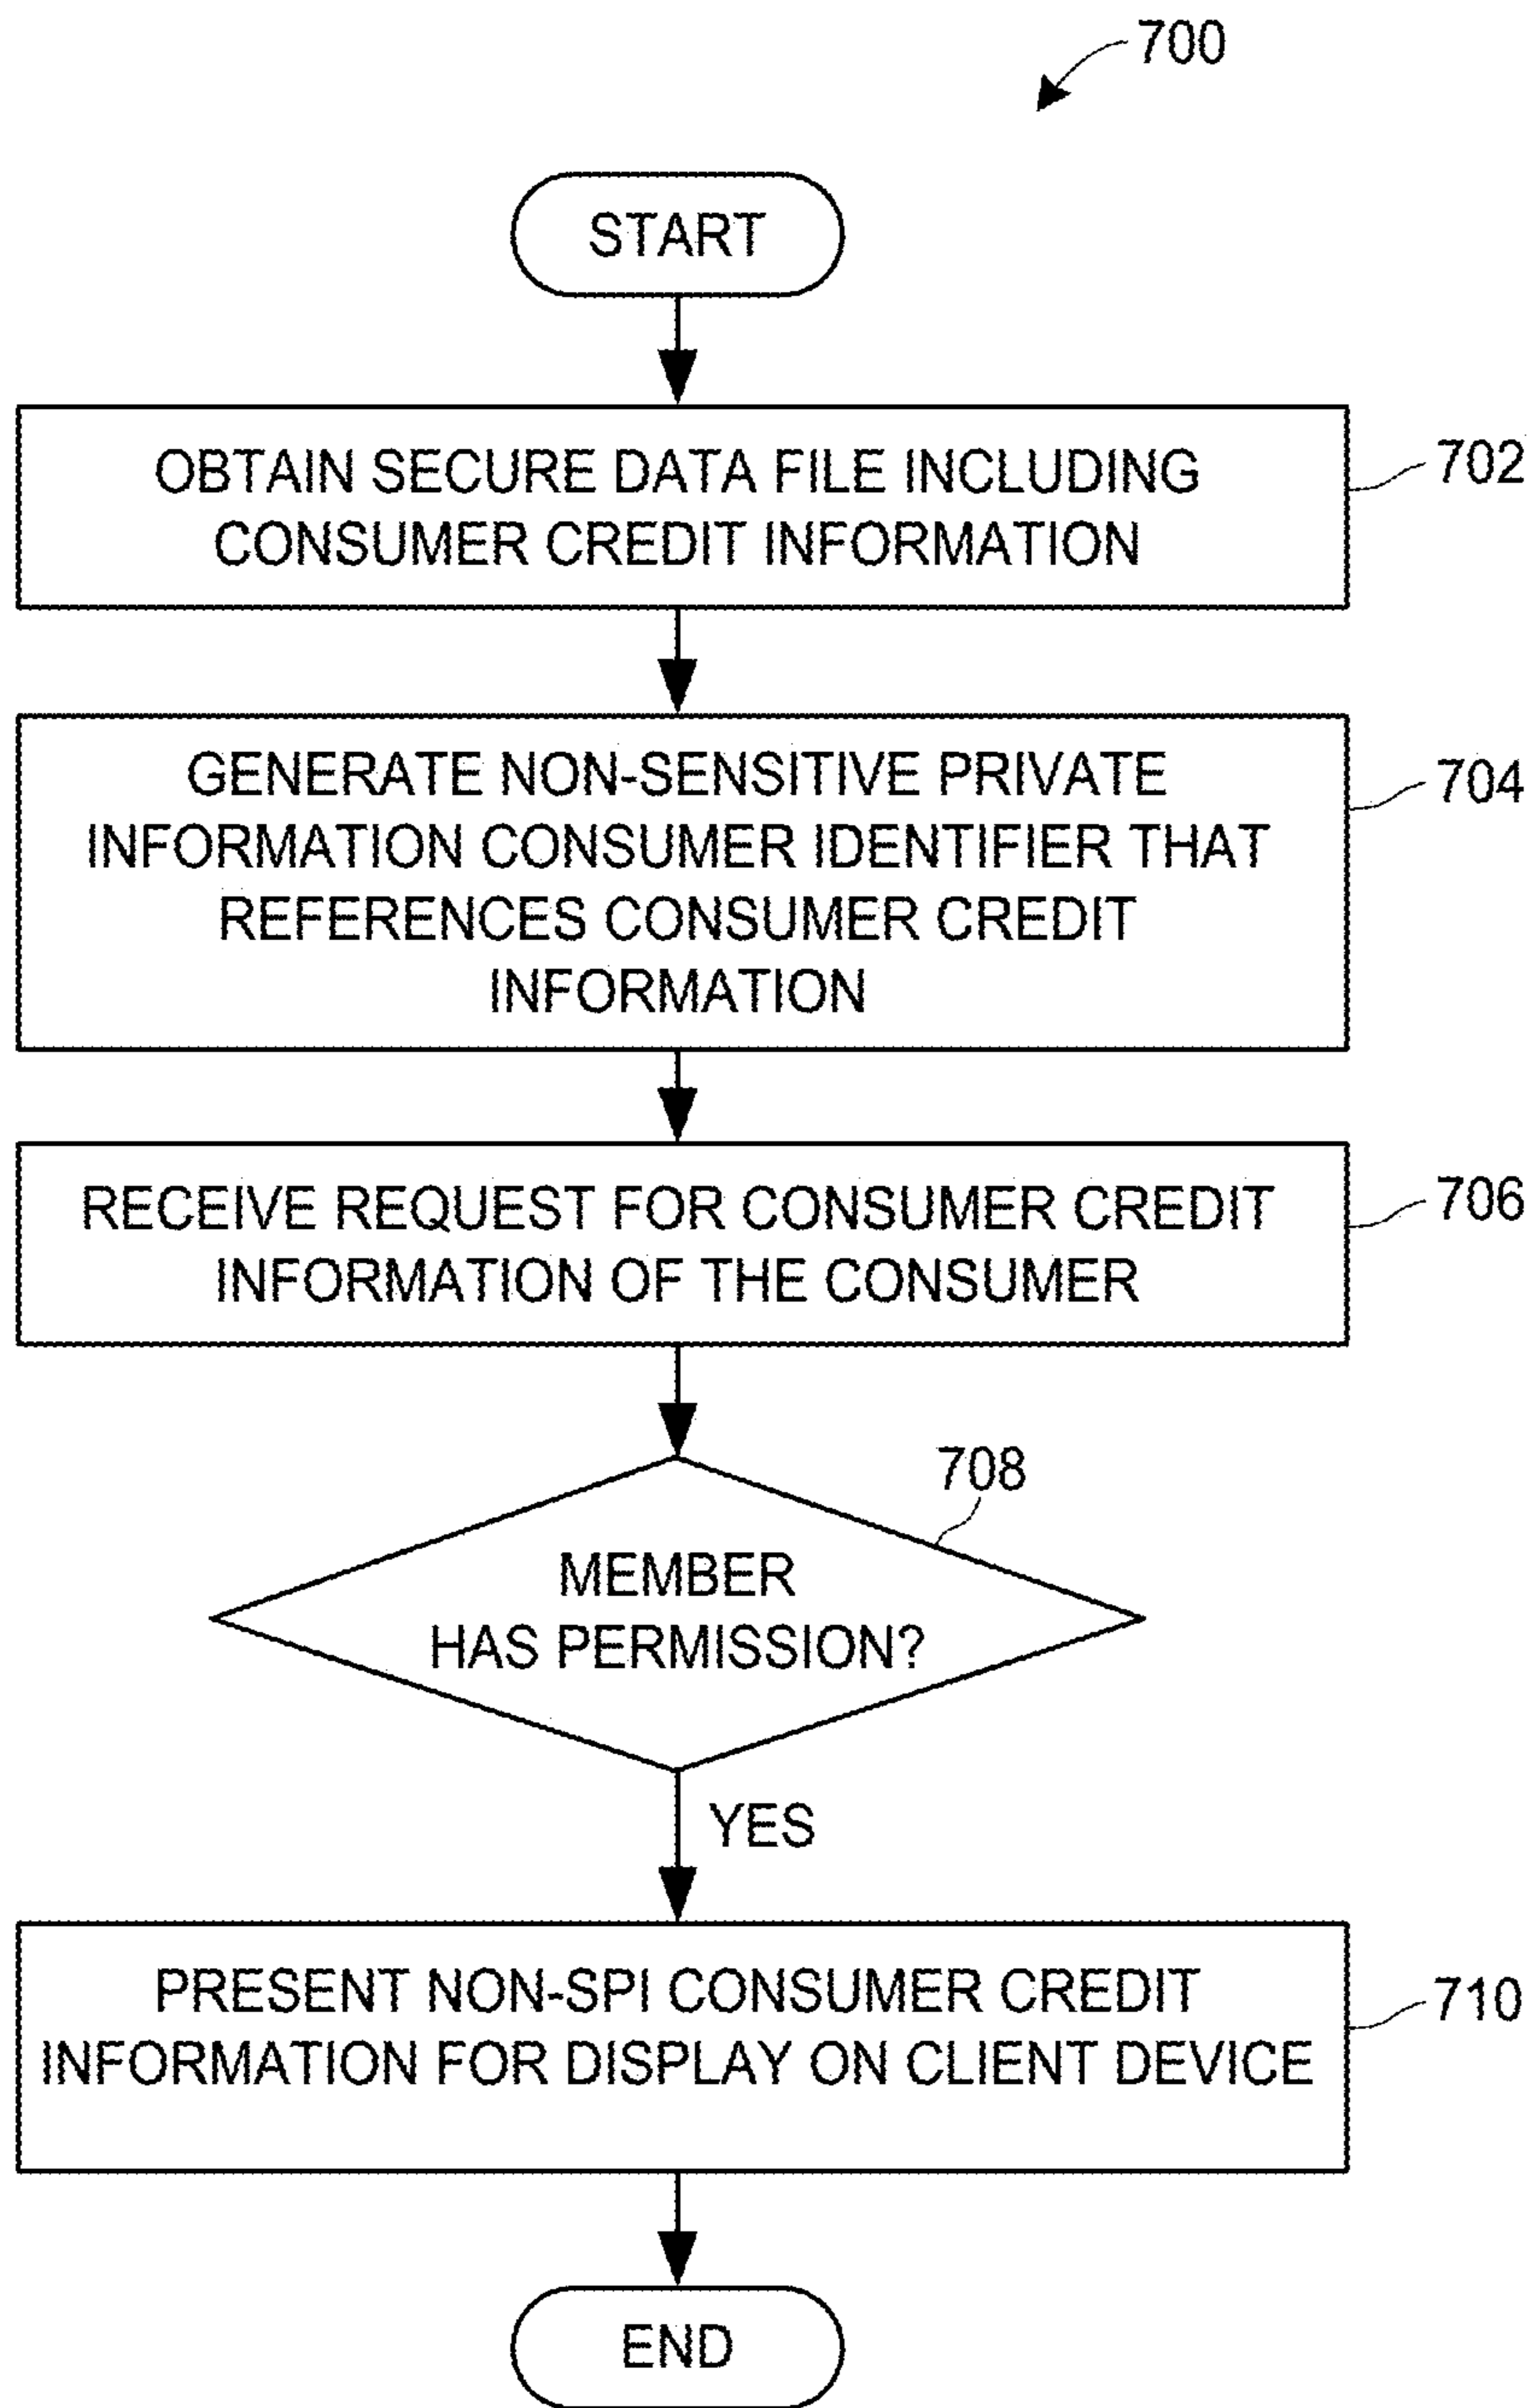 700
START
OBTAIN SECURE DATA FILE INCLUDING
CONSUMER CREDIT INFORMATION
702
GENERATE NON-SENSITIVE PRIVATE
INFORMATION CONSUMER IDENTIFIER THAT
REFERENCES CONSUMER CREDIT
INFORMATION
704
RECEIVE REQUEST FOR CONSUMER CREDIT
INFORMATION OF THE CONSUMER
706
708
MEMBER
HAS PERMISSION?
YES
PRESENT NON-SPI CONSUMER CREDIT
INFORMATION FOR DISPLAY ON CLIENT DEVICE
710
END